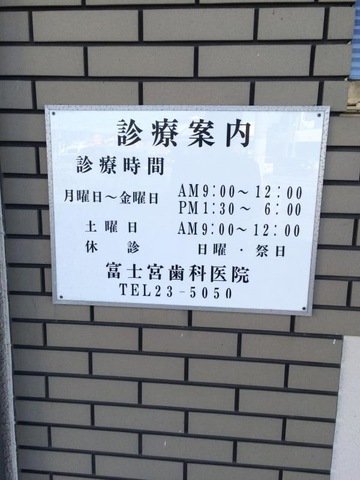 診療案内
診療時間
月曜日～金曜日 AM9:00～12:00
PM1:30～ 6:00
土曜日 AM9:00～12:00
休診 日曜・祭日
富士宮歯科医院
TEL23-5050